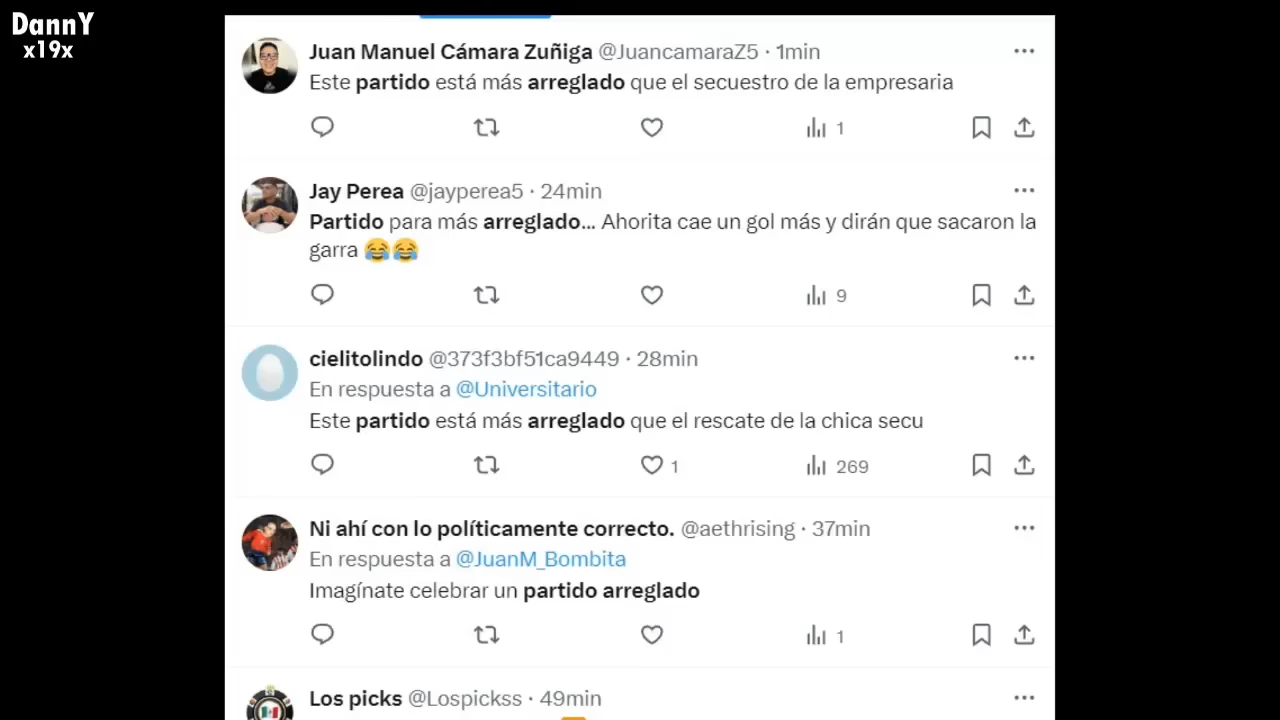 DannY
x19x
Juan Manuel Cámara Zuñiga @JuancamaraZ5 · 1min
Este partido está más arreglado que el secuestro de la empresaria
1
Jay Perea @jayperea5 · 24min
Partido para más arreglado... Ahorita cae un gol más y dirán que sacaron la
garra 😂😂
9
cielitolindo @373f3bf51ca9449 · 28min
En respuesta a @Universitario
Este partido está más arreglado que el rescate de la chica secu
1 269
Ni ahí con lo políticamente correcto. @aethrising · 37min
En respuesta a @JuanM_Bombita
Imagínate celebrar un partido arreglado
1
Los picks @Lospickss · 49min